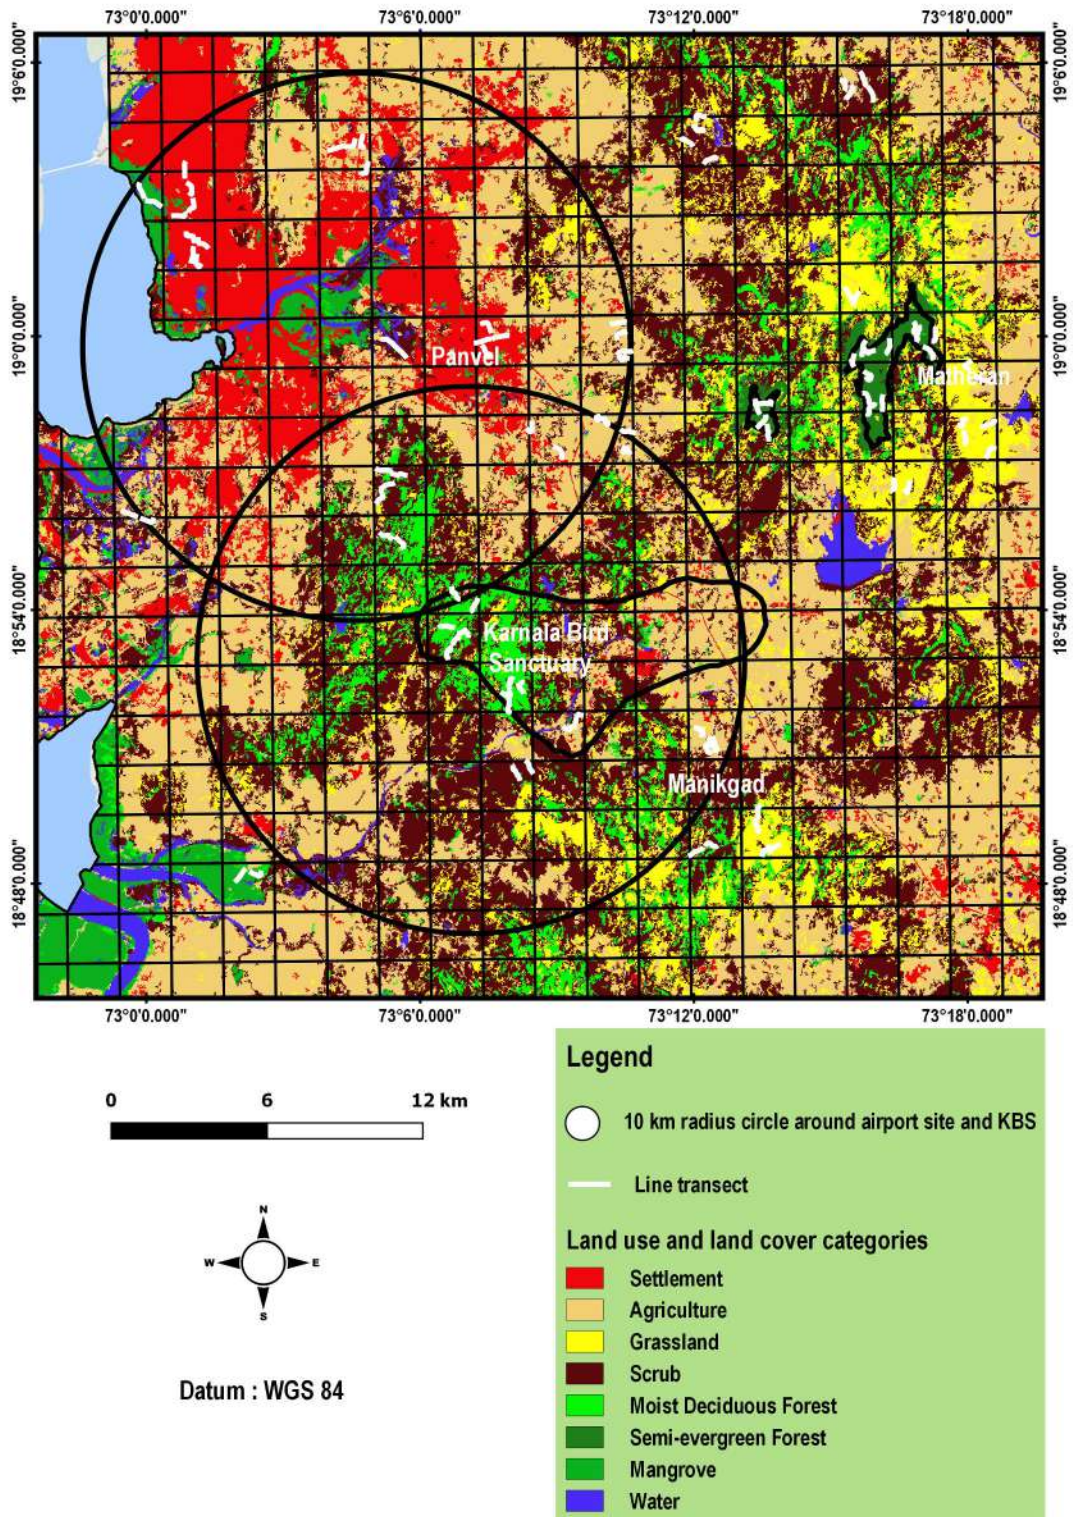 73°0'0.000"
73°6'0.000"
73°12'0.000"
73°18'0.000"
19°6'0.000"
19°6'0.000"
19°0'0.000"
19°0'0.000"
Panvel
Matheran
18°54'0.000"
18°54'0.000"
Karnala Bird
Sanctuary
Manikgad
18°48'0.000"
18°48'0.000"
73°0'0.000"
73°6'0.000"
73°12'0.000"
73°18'0.000"
0 6 12 km
N
W E
S
Datum : WGS 84
Legend
10 km radius circle around airport site and KBS
Line transect
Land use and land cover categories
Settlement
Agriculture
Grassland
Scrub
Moist Deciduous Forest
Semi-evergreen Forest
Mangrove
Water